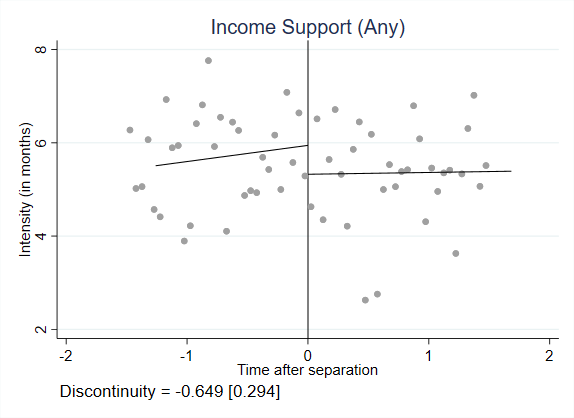 Income Support (Any)
Intensity (in months)
8
6
4
2
-2
-1
0
1
2
Time after separation
Discontinuity = -0.649 [0.294]